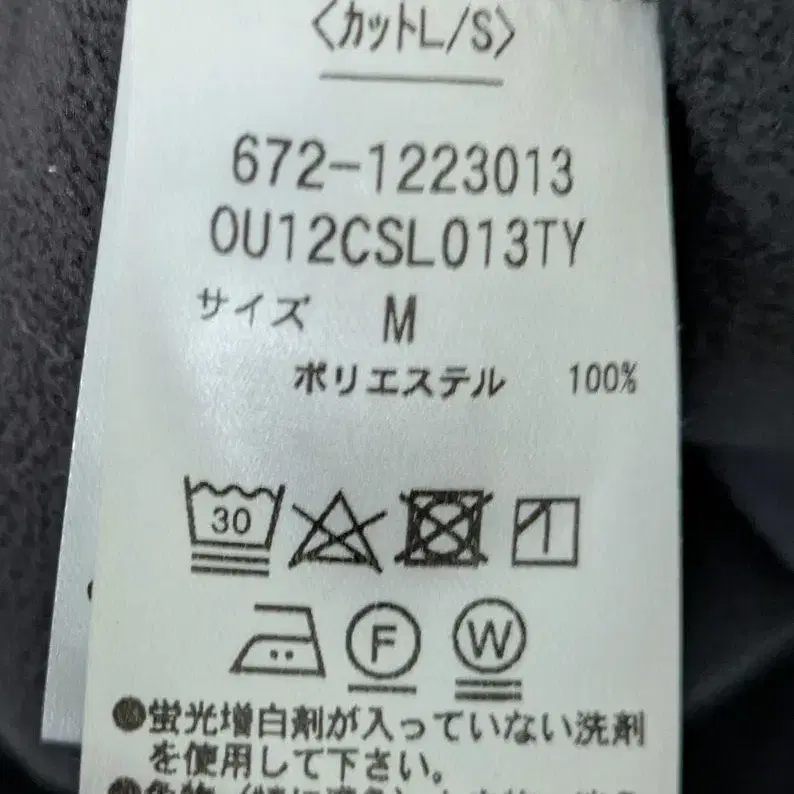 〈カットL/S〉
672-1223013
OU12CSL013TY
サイズ M
ポリエステル 100%
30
F W
●蛍光増白剤が入っていない洗剤
を使用して下さい。